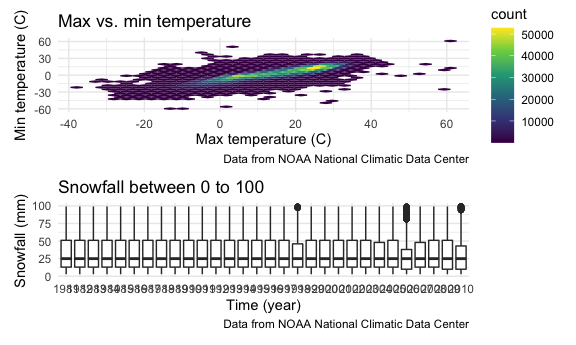 Max vs. min temperature
Min temperature (C)
60
30
0
-30
-60
-40
-20
0
20
40
60
Max temperature (C)
Data from NOAA National Climatic Data Center
count
50000
40000
30000
20000
10000
Snowfall between 0 to 100
Snowfall (mm)
100
75
50
25
0
Time (year)
Data from NOAA National Climatic Data Center